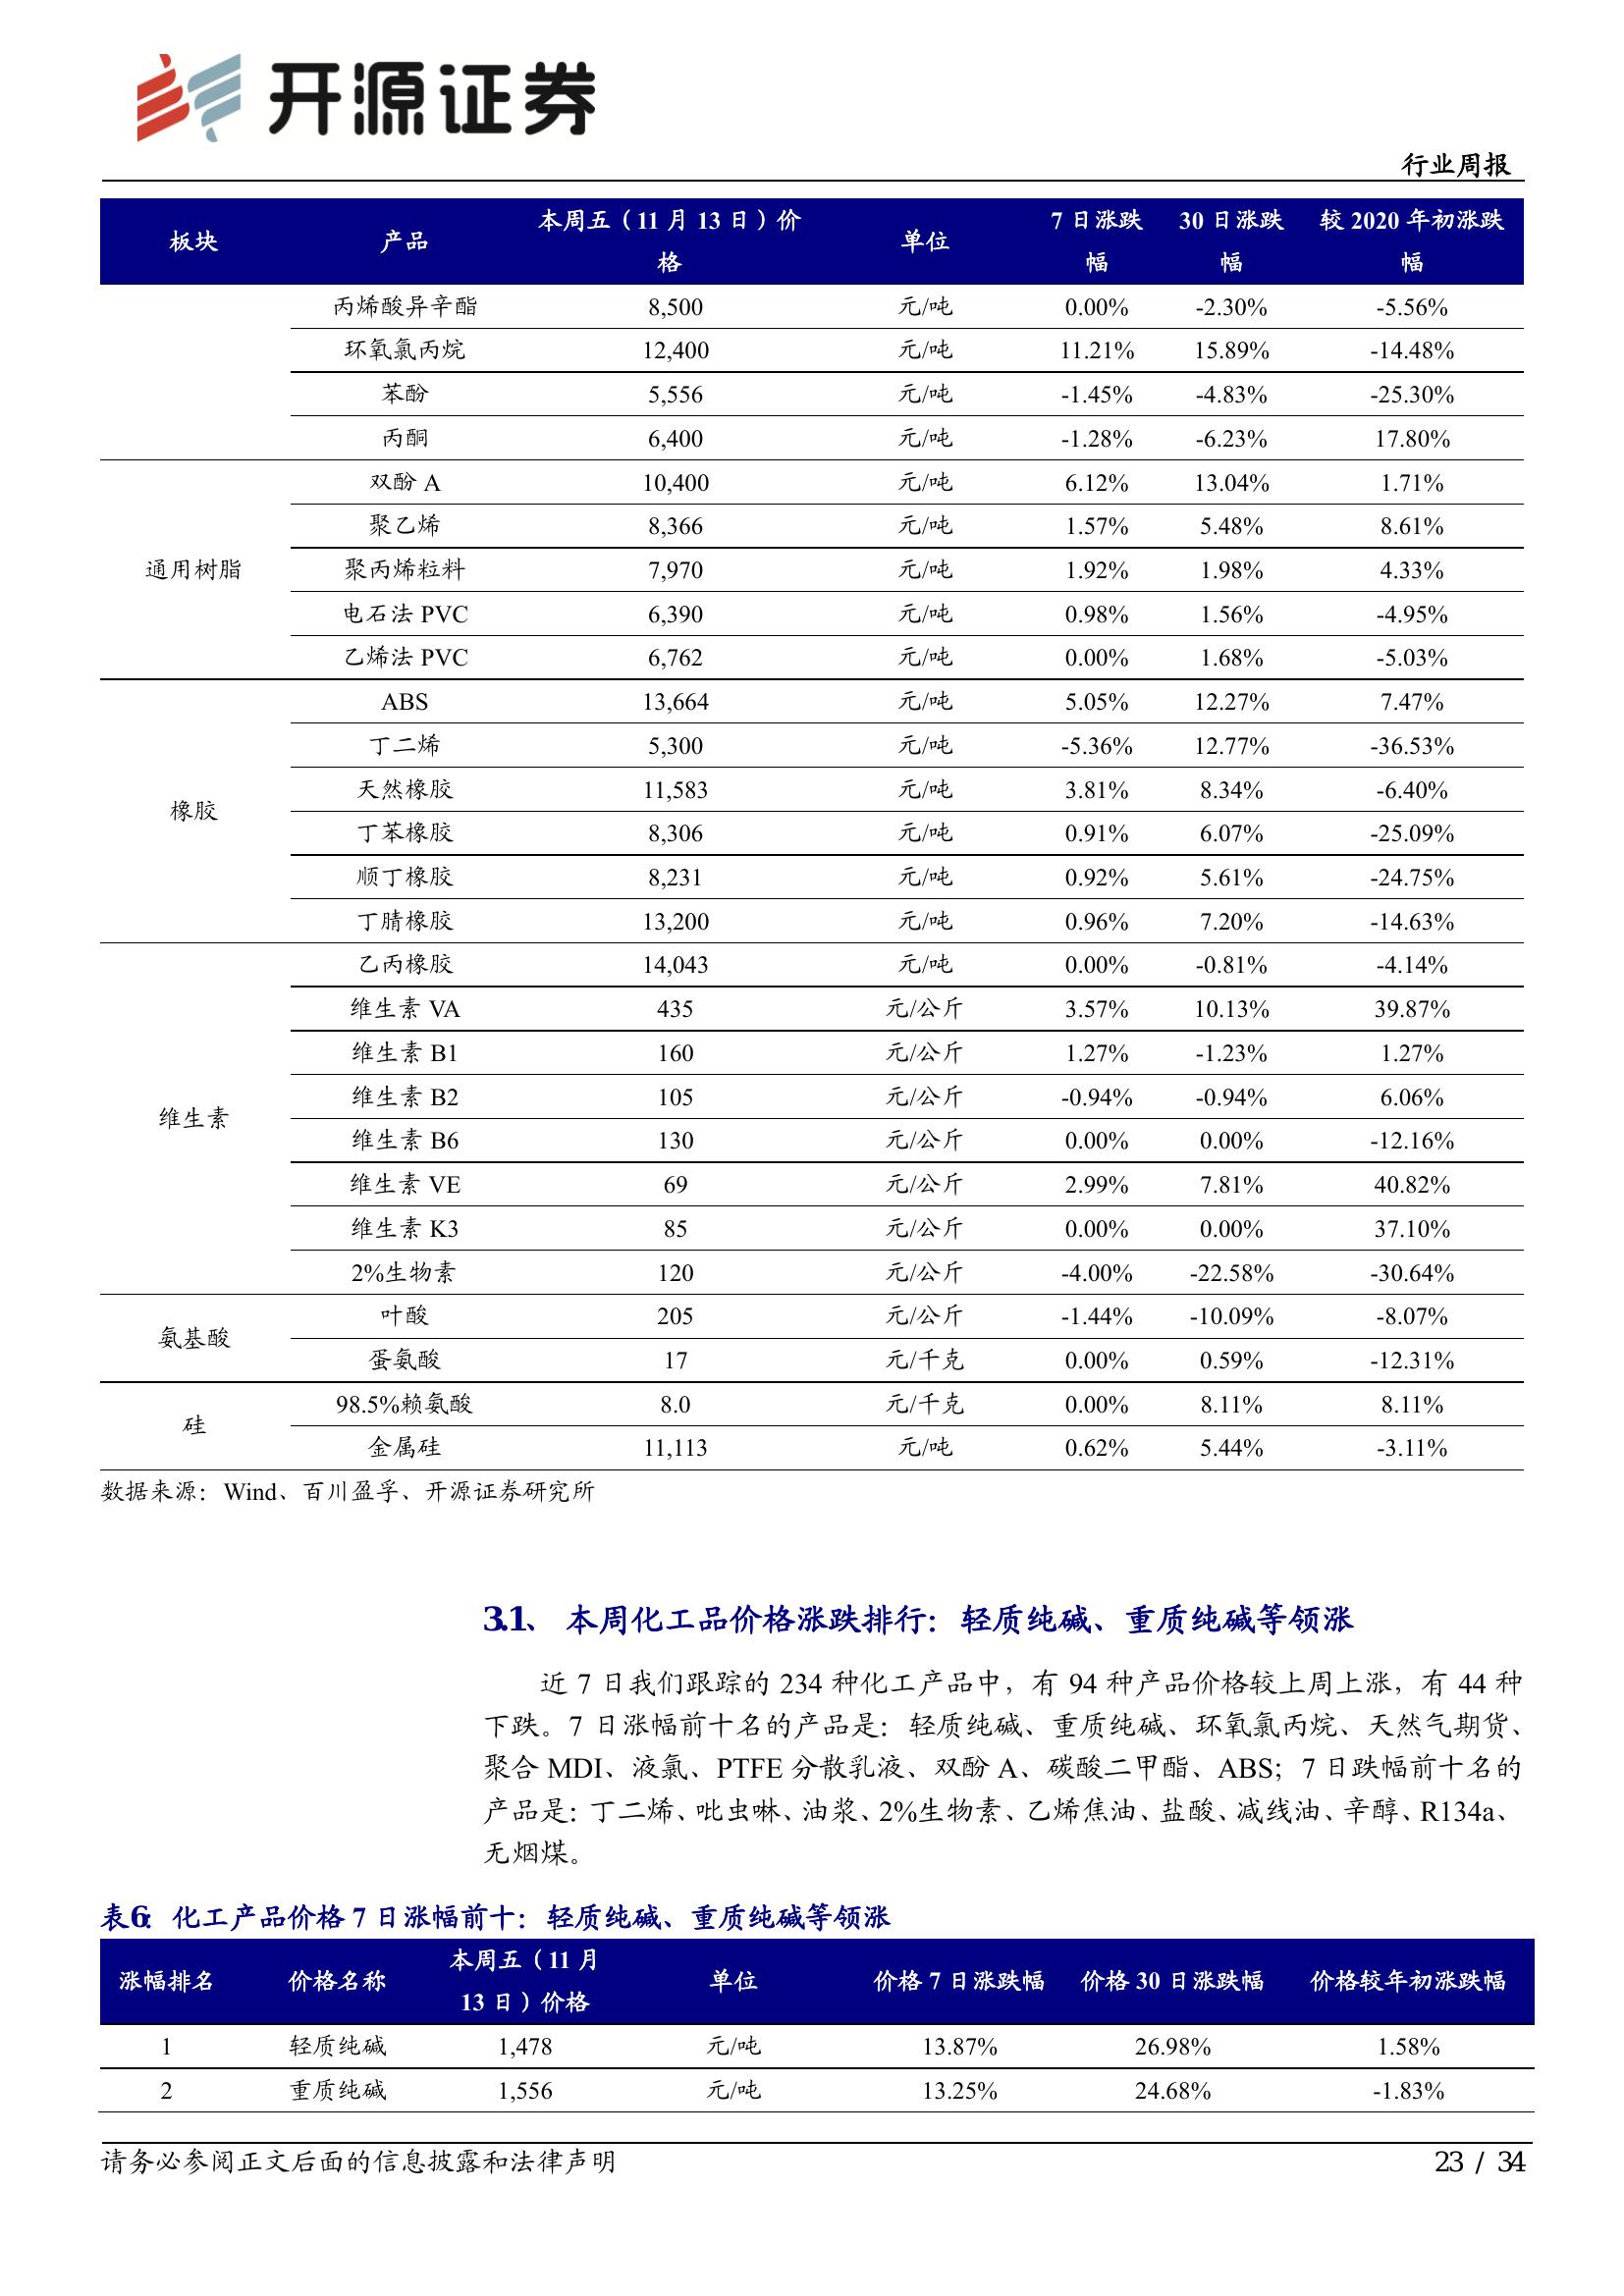 开源证券
行业周报
板块 产品 本周五（11 月 13 日）价格 单位 7 日涨跌幅 30 日涨跌幅 较 2020 年初涨跌幅
丙烯酸异辛酯 8,500 元/吨 0.00% -2.30% -5.56%
环氧氯丙烷 12,400 元/吨 11.21% 15.89% -14.48%
苯酚 5,556 元/吨 -1.45% -4.83% -25.30%
丙酮 6,400 元/吨 -1.28% -6.23% 17.80%
通用树脂
双酚 A 10,400 元/吨 6.12% 13.04% 1.71%
聚乙烯 8,366 元/吨 1.57% 5.48% 8.61%
聚丙烯粒料 7,970 元/吨 1.92% 1.98% 4.33%
电石法 PVC 6,390 元/吨 0.98% 1.56% -4.95%
乙烯法 PVC 6,762 元/吨 0.00% 1.68% -5.03%
橡胶
ABS 13,664 元/吨 5.05% 12.27% 7.47%
丁二烯 5,300 元/吨 -5.36% 12.77% -36.53%
天然橡胶 11,583 元/吨 3.81% 8.34% -6.40%
丁苯橡胶 8,306 元/吨 0.91% 6.07% -25.09%
顺丁橡胶 8,231 元/吨 0.92% 5.61% -24.75%
丁腈橡胶 13,200 元/吨 0.96% 7.20% -14.63%
维生素
乙丙橡胶 14,043 元/吨 0.00% -0.81% -4.14%
维生素 VA 435 元/公斤 3.57% 10.13% 39.87%
维生素 B1 160 元/公斤 1.27% -1.23% 1.27%
维生素 B2 105 元/公斤 -0.94% -0.94% 6.06%
维生素 B6 130 元/公斤 0.00% 0.00% -12.16%
维生素 VE 69 元/公斤 2.99% 7.81% 40.82%
维生素 K3 85 元/公斤 0.00% 0.00% 37.10%
2%生物素 120 元/公斤 -4.00% -22.58% -30.64%
氨基酸
叶酸 205 元/公斤 -1.44% -10.09% -8.07%
蛋氨酸 17 元/千克 0.00% 0.59% -12.31%
硅
98.5%赖氨酸 8.0 元/千克 0.00% 8.11% 8.11%
金属硅 11,113 元/吨 0.62% 5.44% -3.11%
数据来源：Wind、百川盈孚、开源证券研究所
3.1、 本周化工品价格涨跌排行：轻质纯碱、重质纯碱等领涨
近 7 日我们跟踪的 234 种化工产品中，有 94 种产品价格较上周上涨，有 44 种
下跌。7 日涨幅前十名的产品是：轻质纯碱、重质纯碱、环氧氯丙烷、天然气期货、
聚合 MDI、液氯、PTFE 分散乳液、双酚 A、碳酸二甲酯、ABS；7 日跌幅前十名的
产品是：丁二烯、吡虫啉、油浆、2%生物素、乙烯焦油、盐酸、减线油、辛醇、R134a、
无烟煤。
表6： 化工产品价格 7 日涨幅前十：轻质纯碱、重质纯碱等领涨
涨幅排名 价格名称 本周五（11 月 13 日）价格 单位 价格 7 日涨跌幅 价格 30 日涨跌幅 价格较年初涨跌幅
1 轻质纯碱 1,478 元/吨 13.87% 26.98% 1.58%
2 重质纯碱 1,556 元/吨 13.25% 24.68% -1.83%
请务必参阅正文后面的信息披露和法律声明
23 / 34